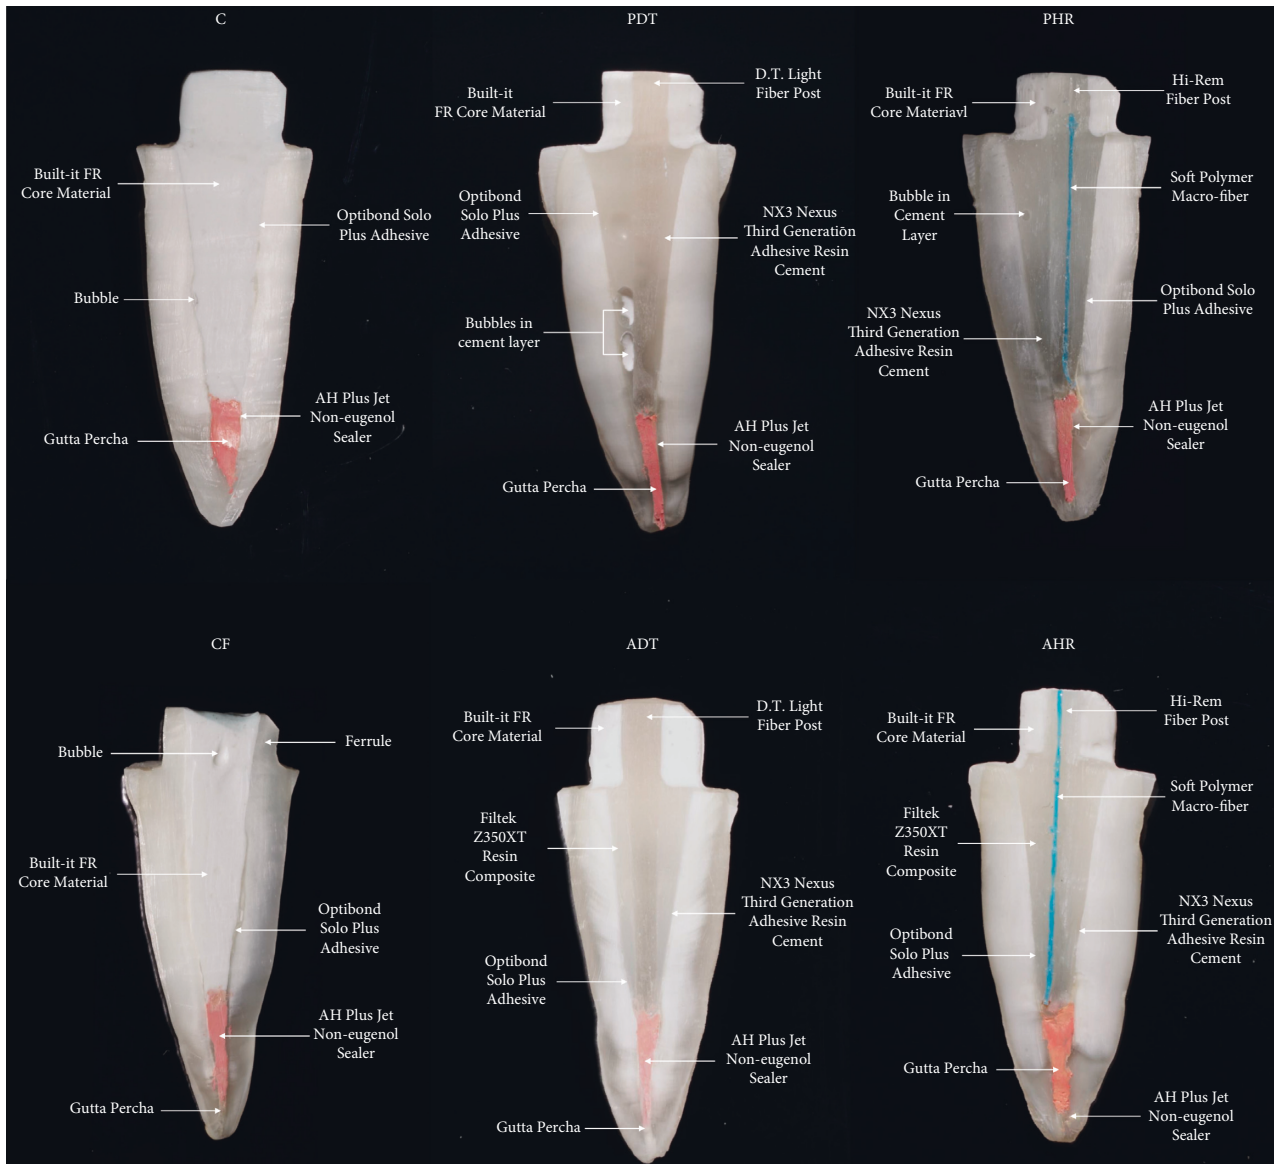 C
Built-it FR
Core Material
Optibond Solo
Plus Adhesive
Bubble
AH Plus Jet
Non-eugenol
Sealer
Gutta Percha
PDT
Built-it
FR Core Material
D.T. Light
Fiber Post
Optibond
Solo Plus
Adhesive
NX3 Nexus
Third Generation
Adhesive Resin
Cement
Bubbles in
cement layer
AH Plus Jet
Non-eugenol
Sealer
Gutta Percha
PHR
Built-it FR
Core Materiavl
Hi-Rem
Fiber Post
Soft Polymer
Macro-fiber
Bubble in
Cement
Layer
Optibond Solo
Plus Adhesive
NX3 Nexus
Third Generation
Adhesive Resin
Cement
AH Plus Jet
Non-eugenol
Sealer
Gutta Percha
CF
Bubble
Ferrule
Built-it FR
Core Material
Optibond
Solo Plus
Adhesive
AH Plus Jet
Non-eugenol
Sealer
Gutta Percha
ADT
Built-it FR
Core Material
D.T. Light
Fiber Post
Filtek
Z350XT
Resin
Composite
NX3 Nexus
Third Generation
Adhesive Resin
Cement
Optibond
Solo Plus
Adhesive
AH Plus Jet
Non-eugenol
Sealer
Gutta Percha
AHR
Built-it FR
Core Material
Hi-Rem
Fiber Post
Soft Polymer
Macro-fiber
Filtek
Z350XT
Resin
Composite
NX3 Nexus
Third Generation
Adhesive Resin
Cement
Optibond
Solo Plus
Adhesive
Gutta Percha
AH Plus Jet
Non-eugenol
Sealer